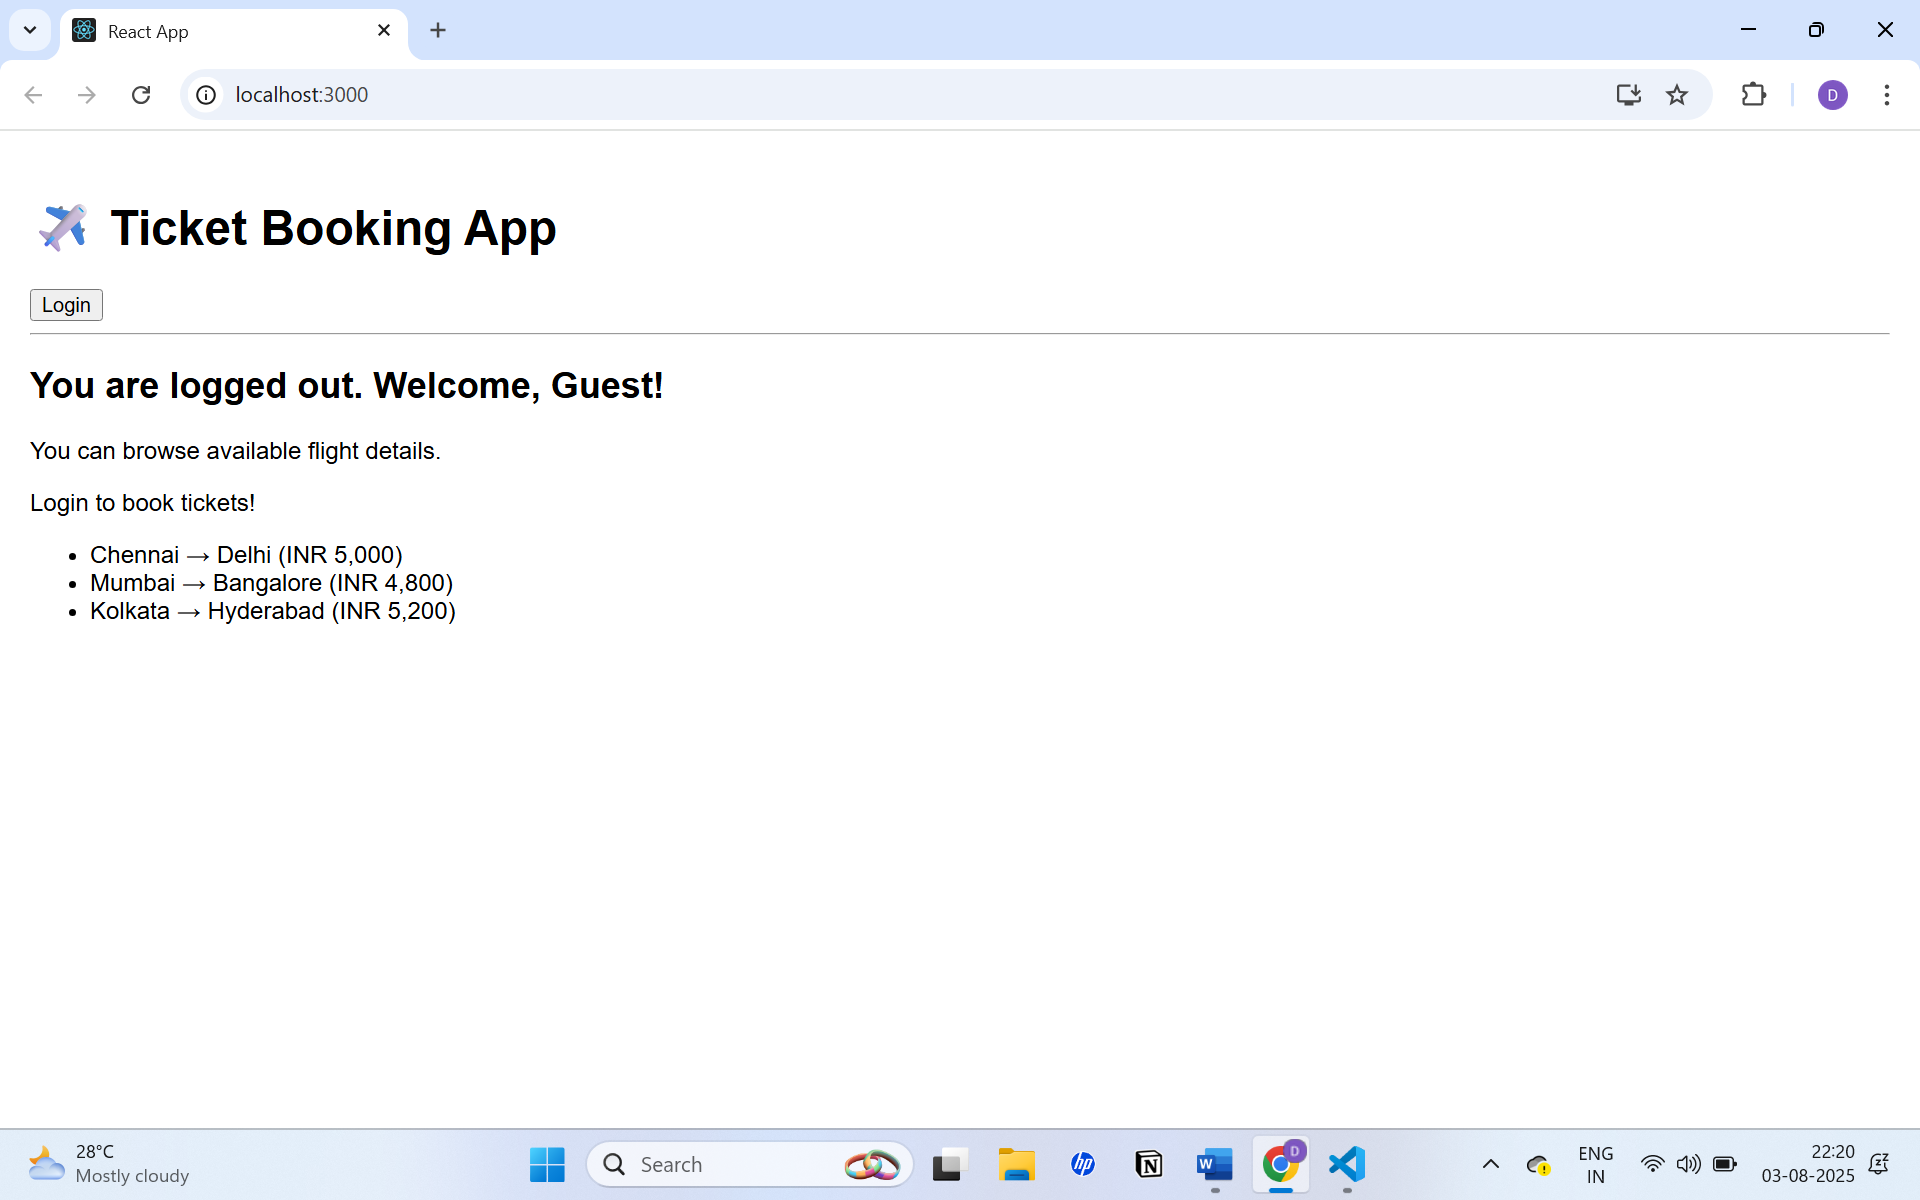 React App
localhost:3000
D
Ticket Booking App
Login
You are logged out. Welcome, Guest!
You can browse available flight details.
Login to book tickets!
• Chennai → Delhi (INR 5,000)
• Mumbai → Bangalore (INR 4,800)
• Kolkata → Hyderabad (INR 5,200)
28°C
Mostly cloudy
Search
hp
N
W
D
ENG
IN
22:20
03-08-2025